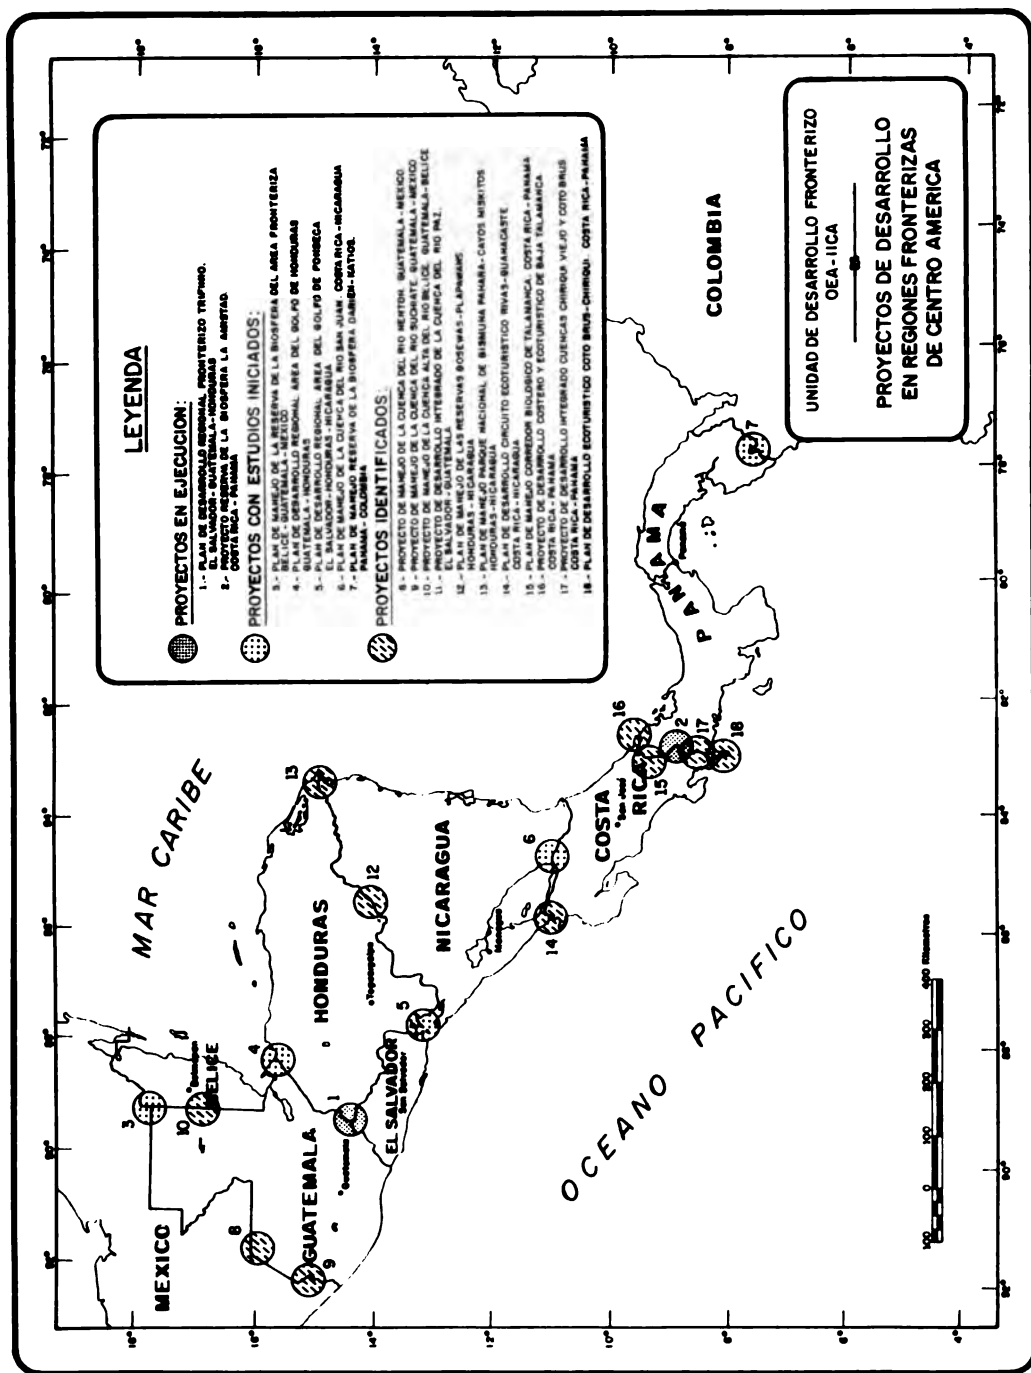 LEYENDA
PROYECTOS EN EJECUCION:
1.- PLAN DE DESARROLLO REGIONAL FRONTERIZO TRIFINIO.
EL SALVADOR-GUATEMALA-HONDURAS
2.- PROYECTO RESERVA DE LA BIOSFERA LA AMISTAD.
COSTA RICA - PANAMA
PROYECTOS CON ESTUDIOS INICIADOS:
3.- PLAN DE MANEJO DE LA RESERVA DE LA BIOSFERA DEL AREA FRONTERIZA
BELICE - GUATEMALA - MEXICO
4.- PLAN DE DESARROLLO REGIONAL AREA DEL GOLFO DE HONDURAS
GUATEMALA - HONDURAS
5.- PLAN DE DESARROLLO REGIONAL AREA DEL GOLFO DE FONSECA
EL SALVADOR-HONDURAS-NICARAGUA
6.- PLAN DE MANEJO DE LA CUENCA DEL RIO SAN JUAN. COSTA RICA-NICARAGUA
7.- PLAN DE MANEJO RESERVA DE LA BIOSFERA DARIEN-KATIOS.
PANAMA - COLOMBIA
PROYECTOS IDENTIFICADOS:
8 - PROYECTO DE MANEJO DE LA CUENCA DEL RIO NENTON. GUATEMALA - MEXICO
9 - PROYECTO DE MANEJO DE LA CUENCA DEL RIO SUCHIATE. GUATEMALA-MEXICO
10.- PROYECTO DE MANEJO DE LA CUENCA ALTA DEL RIO BELICE. GUATEMALA-BELICE
11.- PROYECTO DE DESARROLLO INTEGRADO DE LA CUENCA DEL RIO PAZ.
EL SALVADOR-GUATEMALA
12.- PLAN DE MANEJO DE LAS RESERVAS BOSEWAS-PLAPAWANS.
HONDURAS-NICARAGUA
13.- PLAN DE MANEJO PARQUE NACIONAL DE BISMUNA PAHARA-CAYOS MISKITOS
HONDURAS-NICARAGUA
14.- PLAN DE DESARROLLO CIRCUITO ECOTURISTICO RIVAS-GUANACASTE.
COSTA RICA-NICARAGUA
15.- PLAN MANEJO CORREDOR BIOLOGICO DE TALAMANCA. COSTA RICA-PANAMA
16.- PROYECTO DE DESARROLLO COSTERO Y ECOTURISTICO DE BAJA TALAMANCA
COSTA RICA - PANAMA
17.- PROYECTO DE DESARROLLO INTEGRADO CUENCAS CHIRIQUI VIEJO Y COTO BRUS
COSTA RICA-PANAMA
18.- PLAN DE DESARROLLO ECOTURISTICO COTO BRUS-CHIRIQUI. COSTA RICA-PANAMA
MAR CARIBE
MEXICO
3
10
Belmopan
BELICE
8
9
GUATEMALA
Guatemala
4
1
HONDURAS
Tegucigalpa
EL SALVADOR
San Salvador
5
12
13
NICARAGUA
Managua
6
14
COSTA
RICA
San José
15
16
2
17
18
PANAMA
Panamá
7
COLOMBIA
OCEANO PACIFICO
100 0 100 200 300 400 Kilometros
UNIDAD DE DESARROLLO FRONTERIZO
OEA-IICA
PROYECTOS DE DESARROLLO
EN REGIONES FRONTERIZAS
DE CENTRO AMERICA